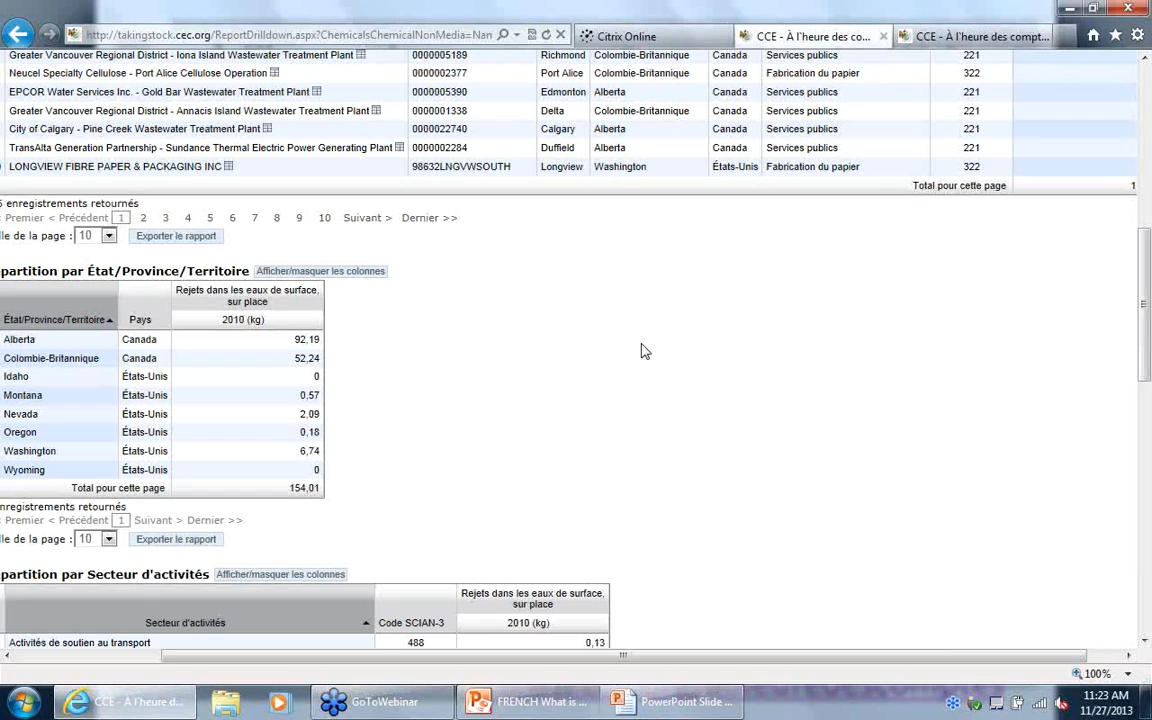 http://takingstock.cec.org/ReportDrilldown.aspx?ChemicalsChemicalNonMedia=Nan
Citrix Online
CCE - À l'heure des co...
CCE - À l'heure des compt...
Greater Vancouver Regional District - Iona Island Wastewater Treatment Plant 0000005189 Richmond Colombie-Britannique Canada Services publics 221
Neucel Specialty Cellulose - Port Alice Cellulose Operation 0000002377 Port Alice Colombie-Britannique Canada Fabrication du papier 322
EPCOR Water Services Inc. - Gold Bar Wastewater Treatment Plant 0000005390 Edmonton Alberta Canada Services publics 221
Greater Vancouver Regional District - Annacis Island Wastewater Treatment Plant 0000001338 Delta Colombie-Britannique Canada Services publics 221
City of Calgary - Pine Creek Wastewater Treatment Plant 0000022740 Calgary Alberta Canada Services publics 221
TransAlta Generation Partnership - Sundance Thermal Electric Power Generating Plant 0000002284 Duffield Alberta Canada Services publics 221
LONGVIEW FIBRE PAPER & PACKAGING INC 98632LNGVWSOUTH Longview Washington États-Unis Fabrication du papier 322
Total pour cette page 1
enregistrements retournés
Premier < Précédent 1 2 3 4 5 6 7 8 9 10 Suivant > Dernier >>
lle de la page : 10 Exporter le rapport
partition par État/Province/Territoire Afficher/masquer les colonnes
Rejets dans les eaux de surface,
sur place
État/Province/Territoire Pays 2010 (kg)
Alberta Canada 92,19
Colombie-Britannique Canada 52,24
Idaho États-Unis 0
Montana États-Unis 0,57
Nevada États-Unis 2,09
Oregon États-Unis 0,18
Washington États-Unis 6,74
Wyoming États-Unis 0
Total pour cette page 154,01
nregistrements retournés
Premier < Précédent 1 Suivant > Dernier >>
lle de la page : 10 Exporter le rapport
partition par Secteur d'activités Afficher/masquer les colonnes
Rejets dans les eaux de surface,
sur place
Secteur d'activités Code SCIAN-3 2010 (kg)
Activités de soutien au transport 488 0,13
100%
CCE - À l'heure d...
GoToWebinar
FRENCH What is ...
PowerPoint Slide ...
11:23 AM
11/27/2013